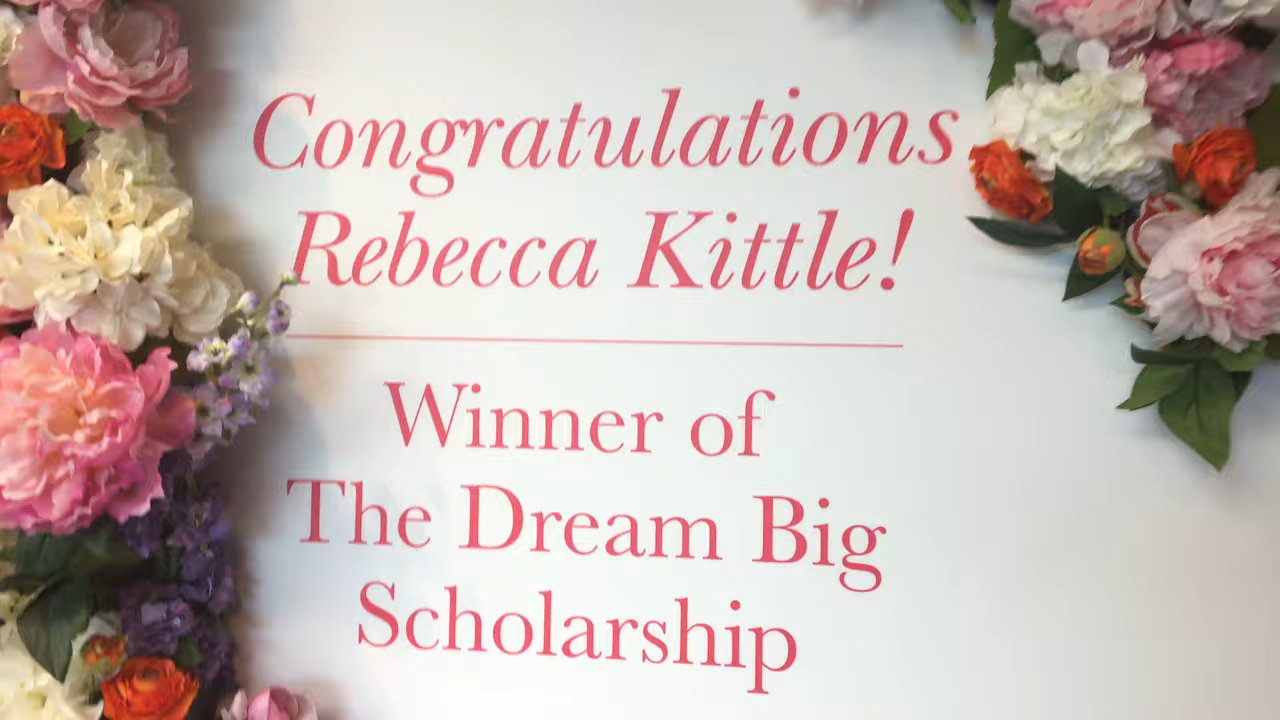 Congratulations
Rebecca Kittle!
Winner of
The Dream Big
Scholarship